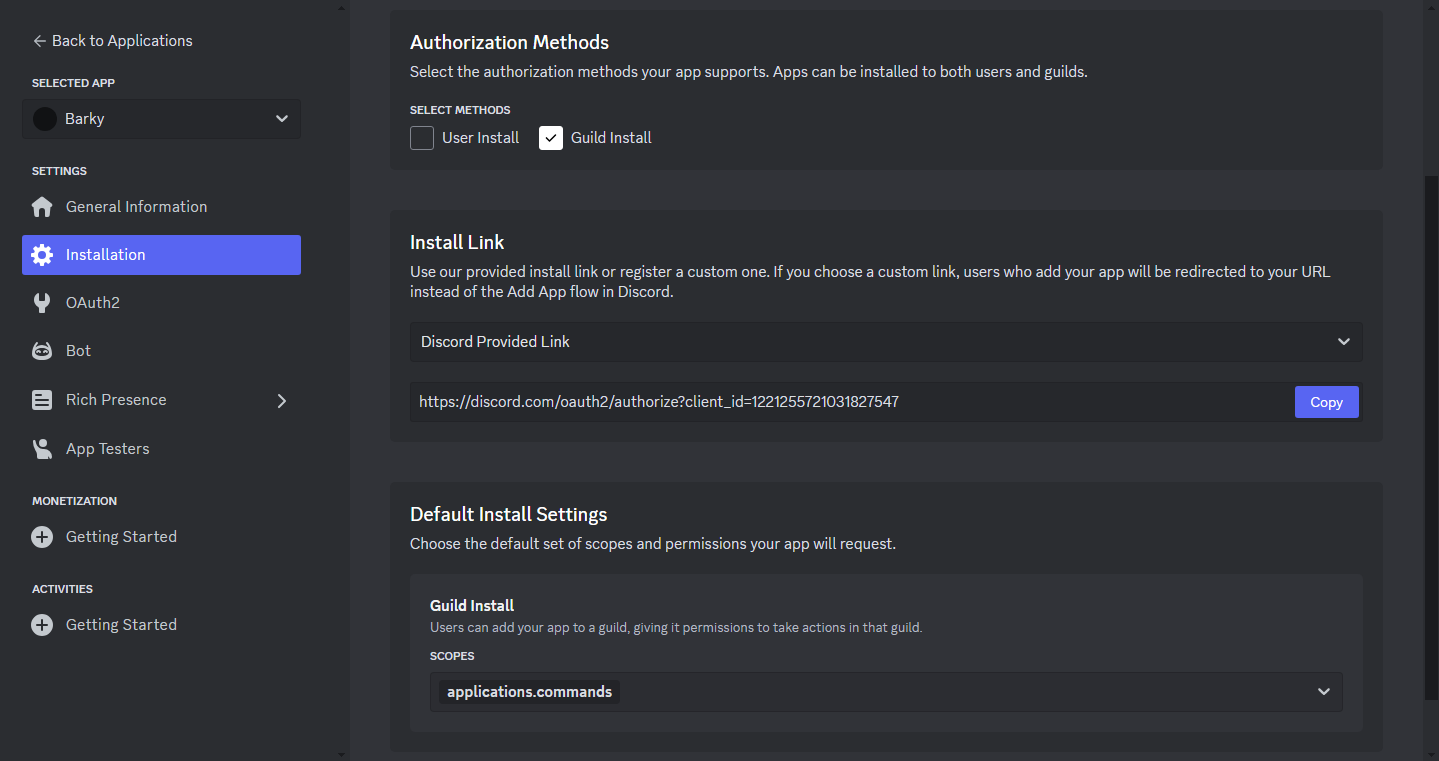 Back to Applications
SELECTED APP
Barky
SETTINGS
General Information
Installation
OAuth2
Bot
Rich Presence
App Testers
MONETIZATION
Getting Started
ACTIVITIES
Getting Started
Authorization Methods
Select the authorization methods your app supports. Apps can be installed to both users and guilds.
SELECT METHODS
User Install Guild Install
Install Link
Use our provided install link or register a custom one. If you choose a custom link, users who add your app will be redirected to your URL
instead of the Add App flow in Discord.
Discord Provided Link
https://discord.com/oauth2/authorize?client_id=1221255721031827547 Copy
Default Install Settings
Choose the default set of scopes and permissions your app will request.
Guild Install
Users can add your app to a guild, giving it permissions to take actions in that guild.
SCOPES
applications.commands